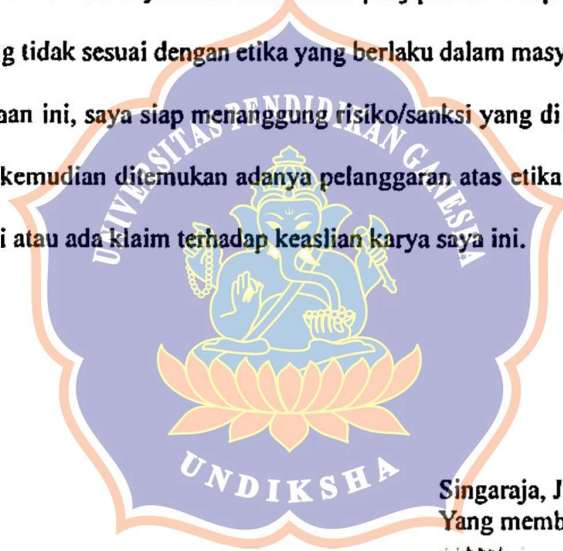 g tidak sesuai dengan etika yang berlaku dalam masy
aan ini, saya siap menanggung risiko/sanksi yang di
kemudian ditemukan adanya pelanggaran atas etika
i atau ada klaim terhadap keaslian karya saya ini.
UNIVERSITAS PENDIDIKAN GANESHA
UNDIKSHA
Singaraja, J
Yang memb